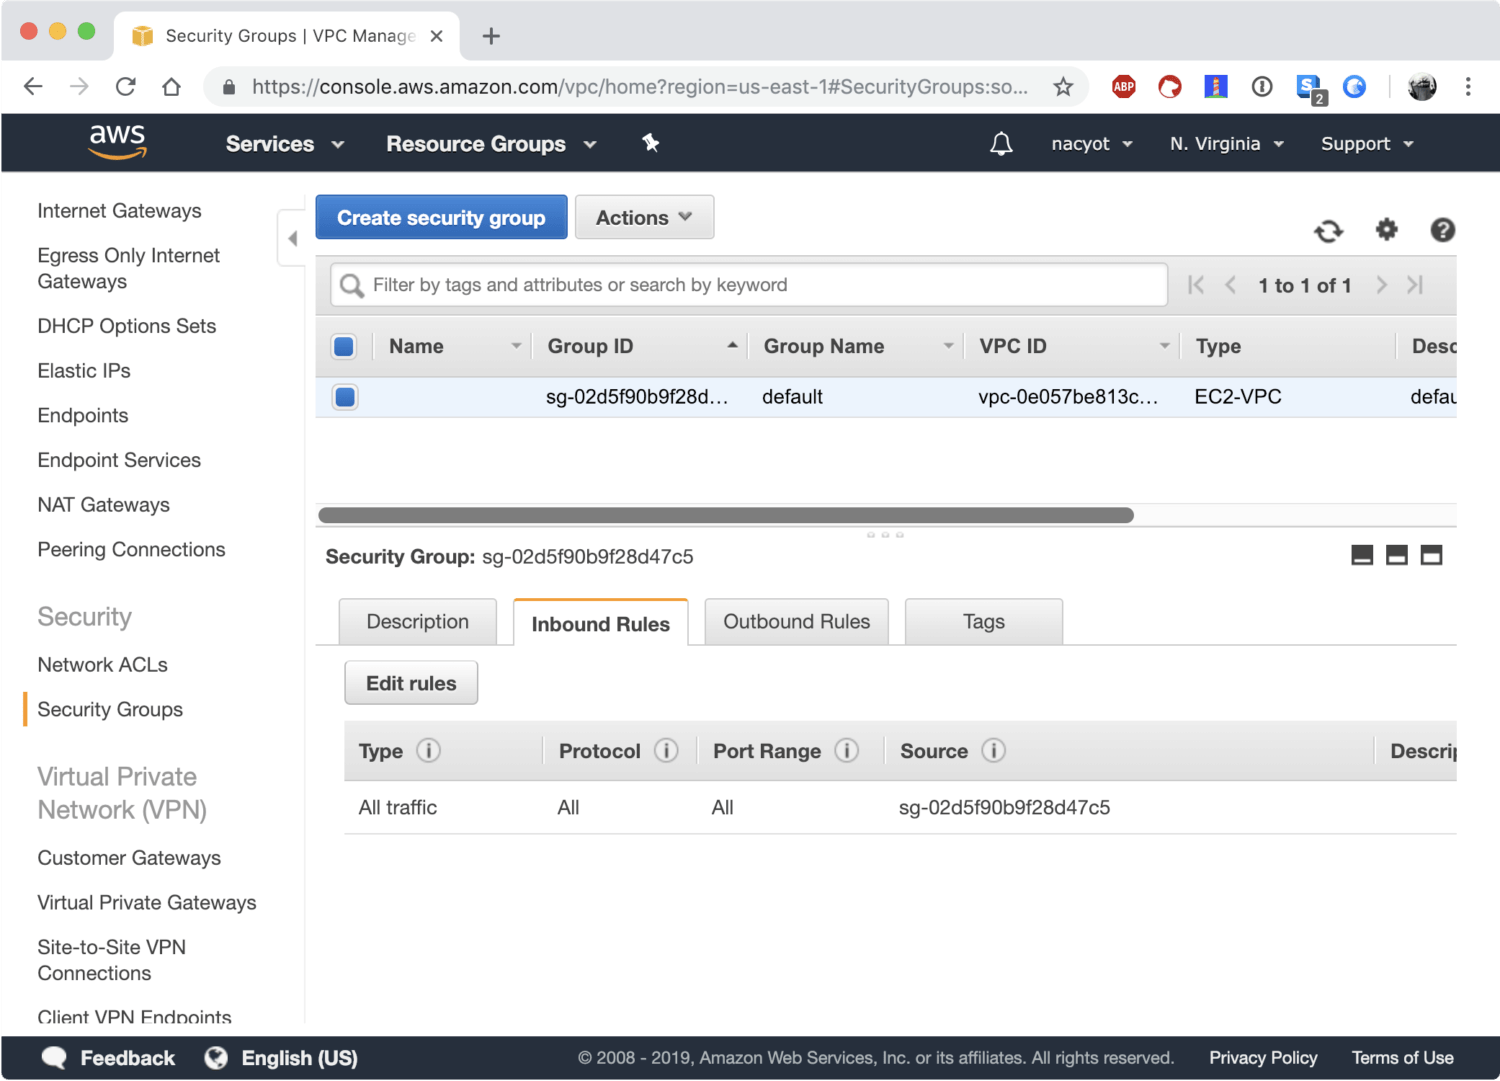 Security Groups | VPC Manage
https://console.aws.amazon.com/vpc/home?region=us-east-1#SecurityGroups:so...
ABP
S
2
aws
Services
Resource Groups
nacyot
N. Virginia
Support
Internet Gateways
Egress Only Internet
Gateways
DHCP Options Sets
Elastic IPs
Endpoints
Endpoint Services
NAT Gateways
Peering Connections
Security
Network ACLs
Security Groups
Virtual Private
Network (VPN)
Customer Gateways
Virtual Private Gateways
Site-to-Site VPN
Connections
Client VPN Endpoints
Create security group
Actions
Filter by tags and attributes or search by keyword
1 to 1 of 1
Name Group ID Group Name VPC ID Type Desc
sg-02d5f90b9f28d... default vpc-0e057be813c... EC2-VPC defau
Security Group: sg-02d5f90b9f28d47c5
Description Inbound Rules Outbound Rules Tags
Edit rules
Type Protocol Port Range Source Descrip
All traffic All All sg-02d5f90b9f28d47c5
Feedback English (US) © 2008 - 2019, Amazon Web Services, Inc. or its affiliates. All rights reserved. Privacy Policy Terms of Use